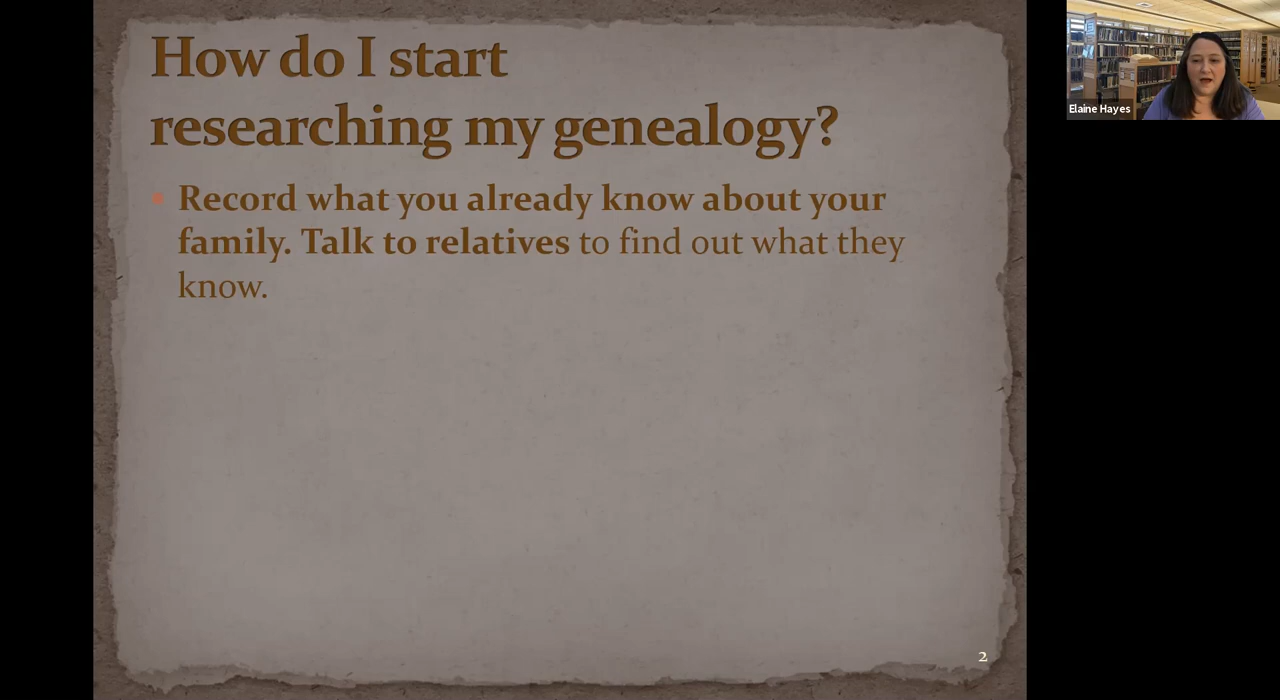 How do I start
researching my genealogy?
Record what you already know about your
family. Talk to relatives to find out what they
know.
2
Elaine Hayes